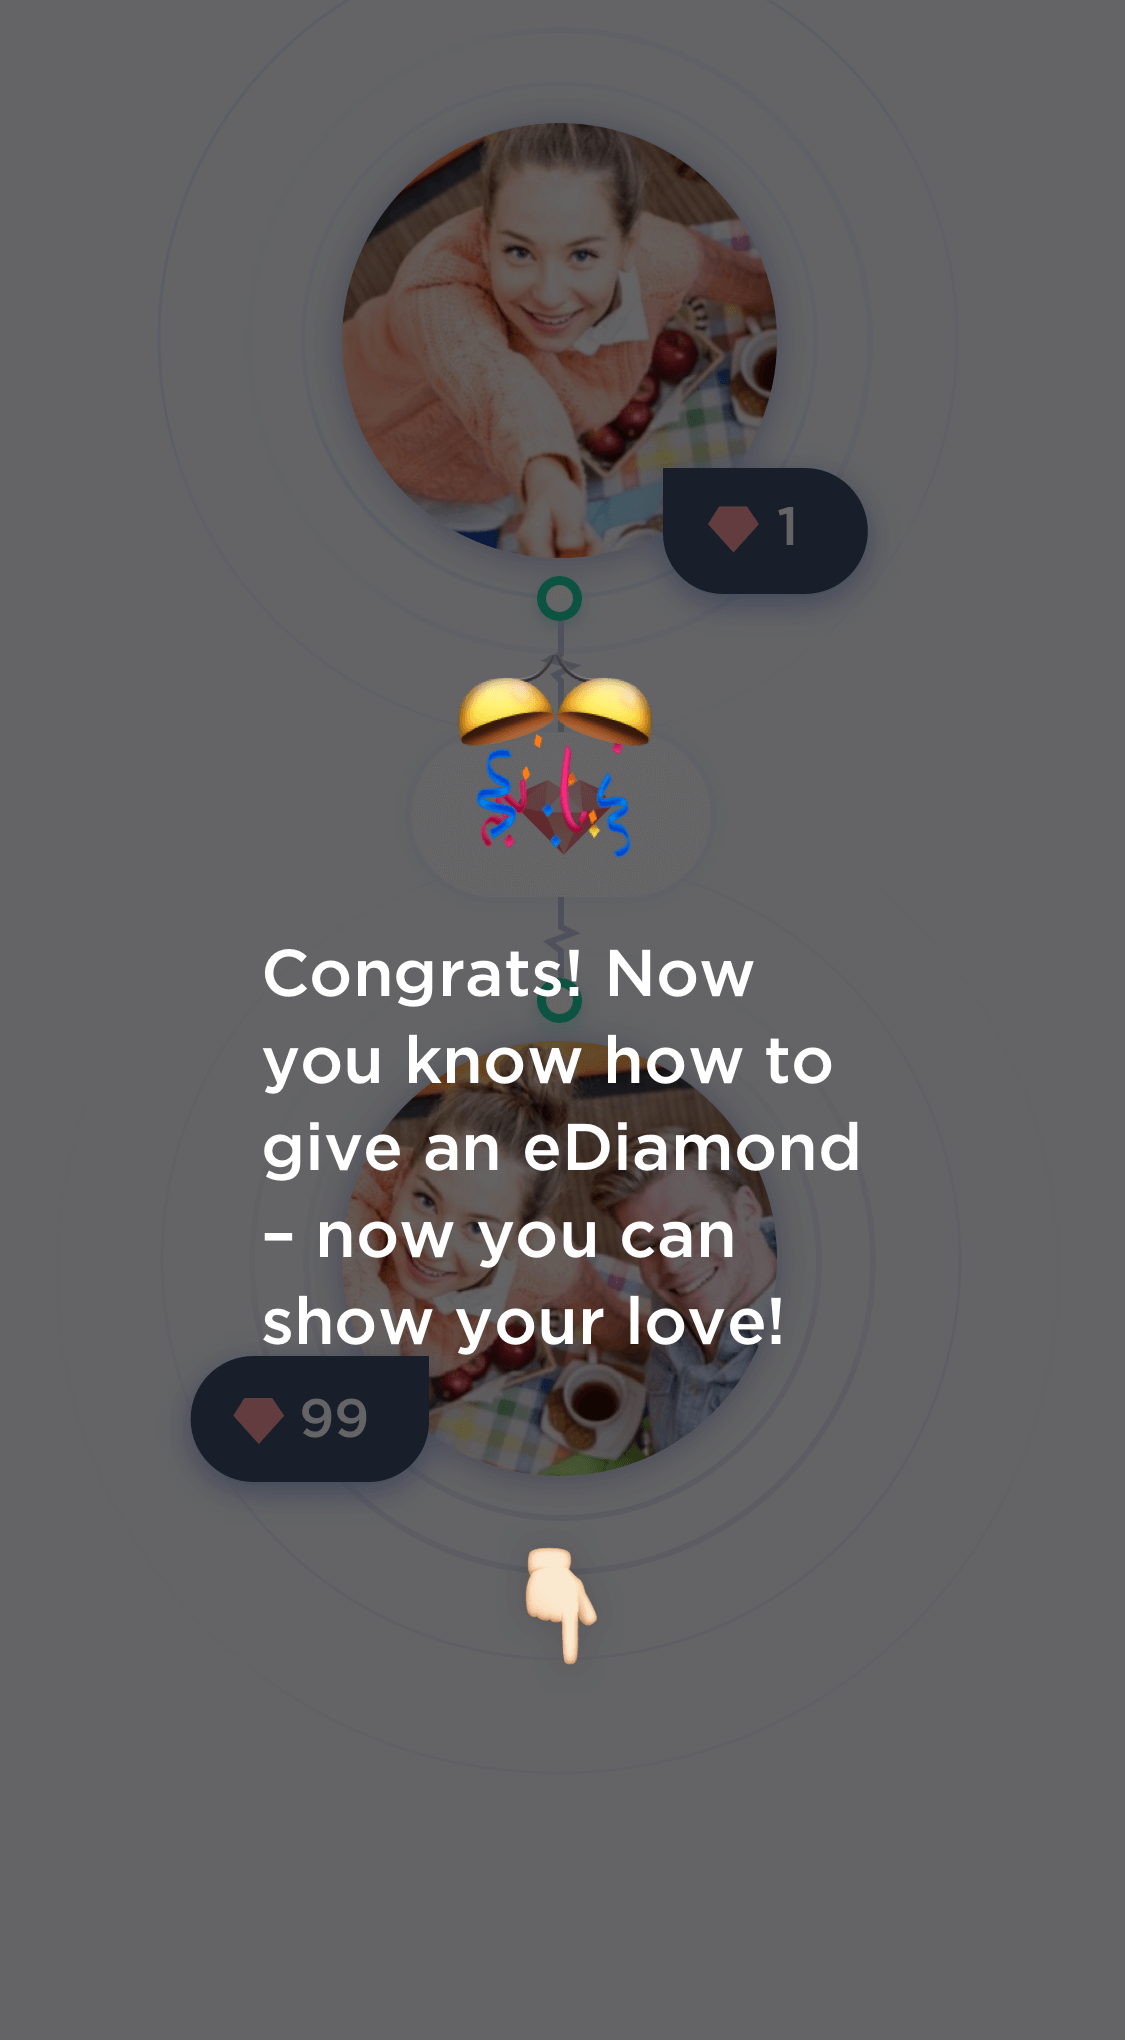 1
Congrats! Now
you know how to
give an eDiamond
– now you can
show your love!
99